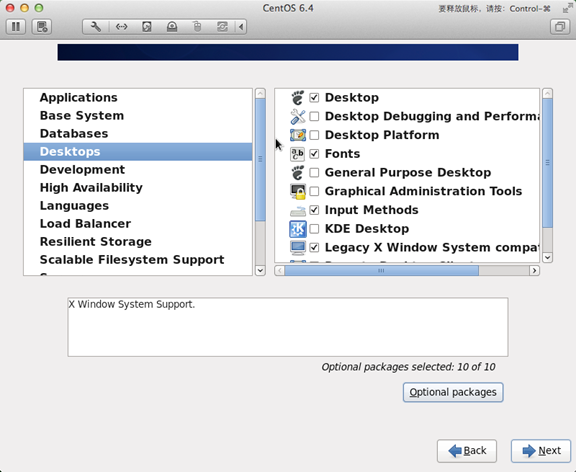 CentOS 6.4
要释放鼠标，请按: Control-⌘
Applications
Base System
Databases
Desktops
Development
High Availability
Languages
Load Balancer
Resilient Storage
Scalable Filesystem Support
Desktop
Desktop Debugging and Performa
Desktop Platform
Fonts
General Purpose Desktop
Graphical Administration Tools
Input Methods
KDE Desktop
Legacy X Window System compat
X Window System Support.
Optional packages selected: 10 of 10
Optional packages
Back
Next